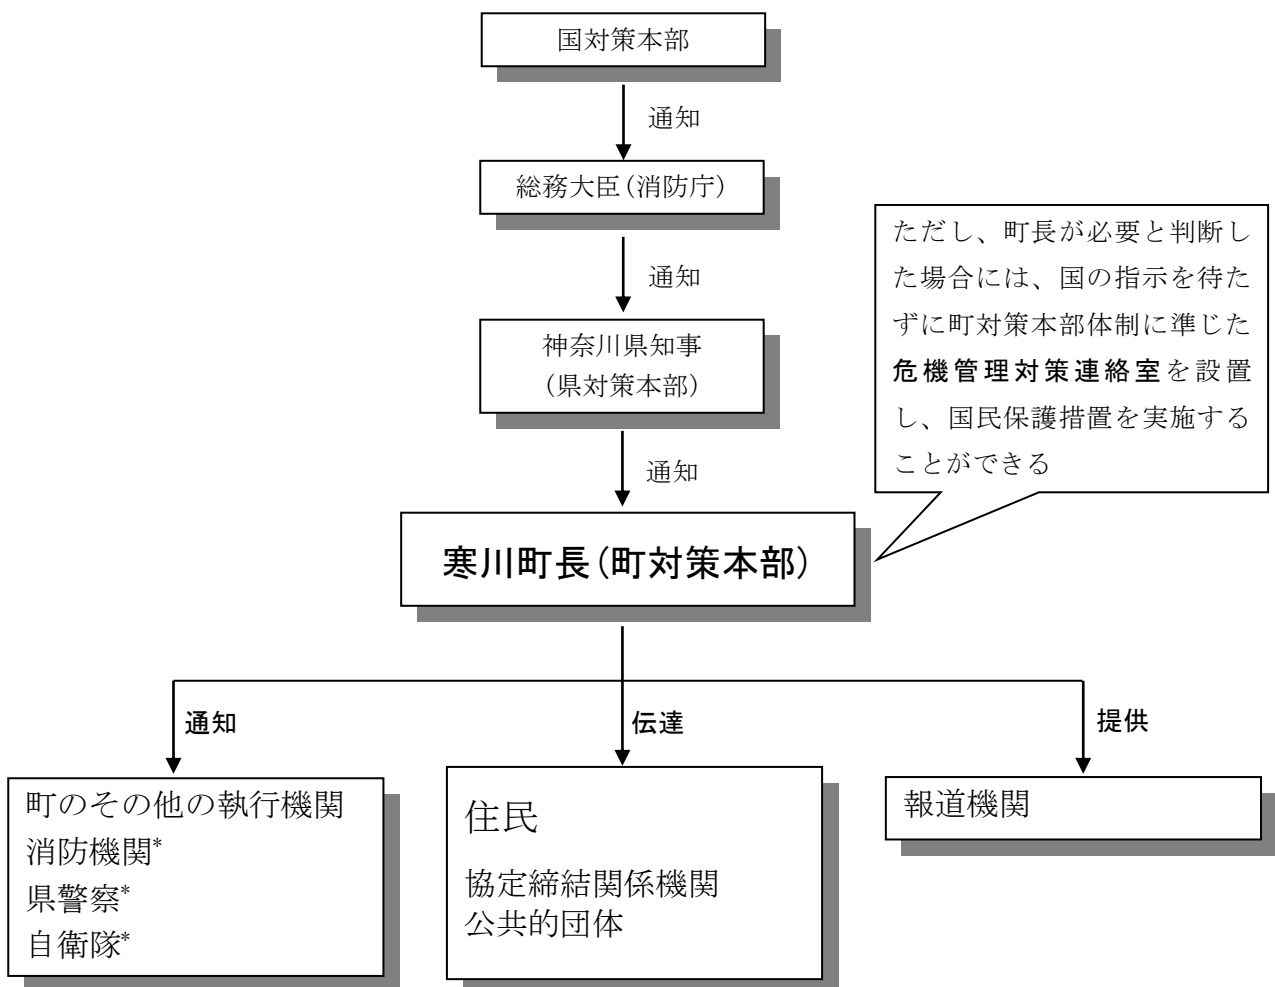 国対策本部
通知
総務大臣(消防庁)
通知
神奈川県知事
(県対策本部)
通知
ただし、町長が必要と判断し
た場合には、国の指示を待た
ずに町対策本部体制に準じた
危機管理対策連絡室を設置
し、国民保護措置を実施する
ことができる
寒川町長(町対策本部)
通知
伝達
提供
町のその他の執行機関
消防機関*
県警察*
自衛隊*
住民
協定締結関係機関
公共的団体
報道機関